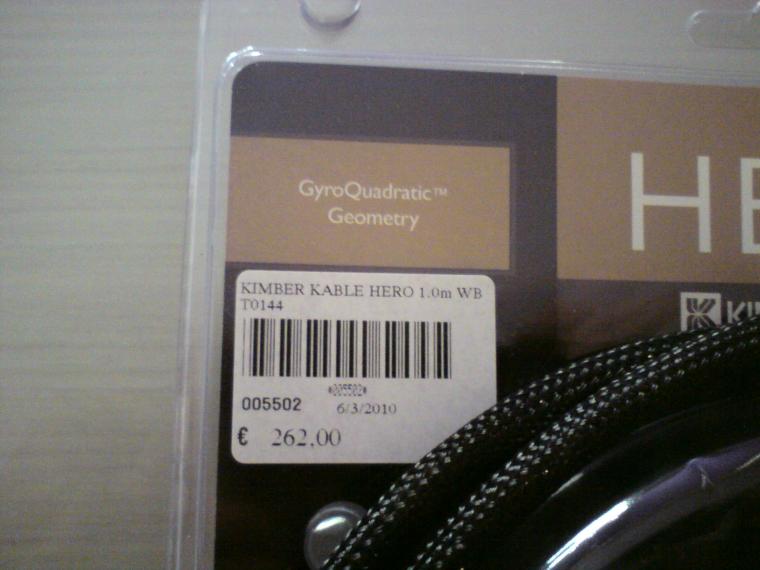 GyroQuadratic™
Geometry
HE
KIMBER KABLE HERO 1.0m WB
T0144
*005502*
005502
6/3/2010
€ 262,00